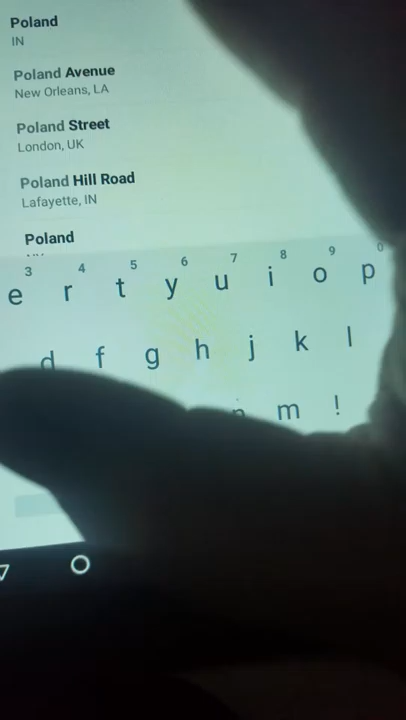 Poland
IN
Poland Avenue
New Orleans, LA
Poland Street
London, UK
Poland Hill Road
Lafayette, IN
Poland
3 4 5 6 7 8 9 0
e r t y u i o p
d f g h j k l
n m !